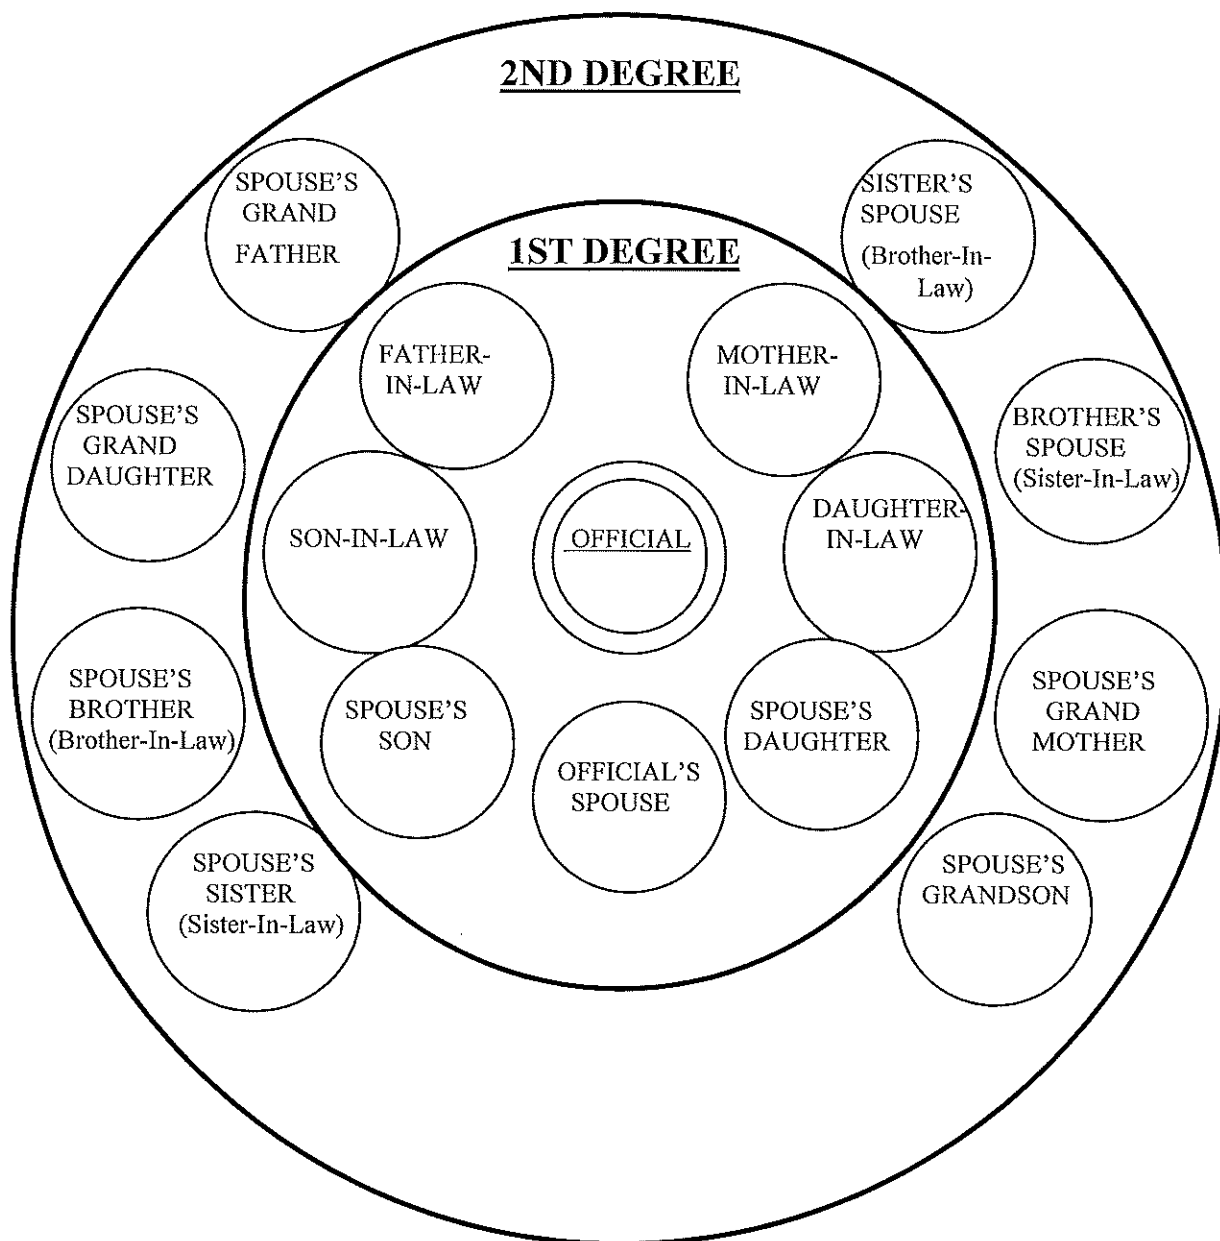 2ND DEGREE
SPOUSE'S
GRAND
FATHER
SISTER'S
SPOUSE
(Brother-In-
Law)
1ST DEGREE
FATHER-
IN-LAW
MOTHER-
IN-LAW
SPOUSE'S
GRAND
DAUGHTER
BROTHER'S
SPOUSE
(Sister-In-Law)
SON-IN-LAW
OFFICIAL
DAUGHTER-
IN-LAW
SPOUSE'S
BROTHER
(Brother-In-Law)
SPOUSE'S
SON
OFFICIAL'S
SPOUSE
SPOUSE'S
DAUGHTER
SPOUSE'S
GRAND
MOTHER
SPOUSE'S
SISTER
(Sister-In-Law)
SPOUSE'S
GRANDSON